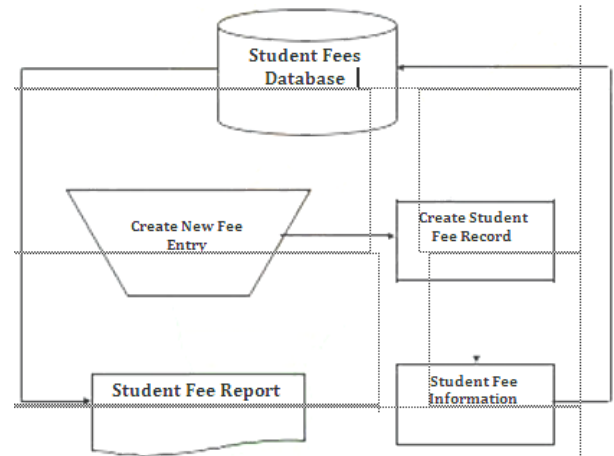 Student Fees
Database
Create New Fee
Entry
Create Student
Fee Record
Student Fee Report
Student Fee
Information